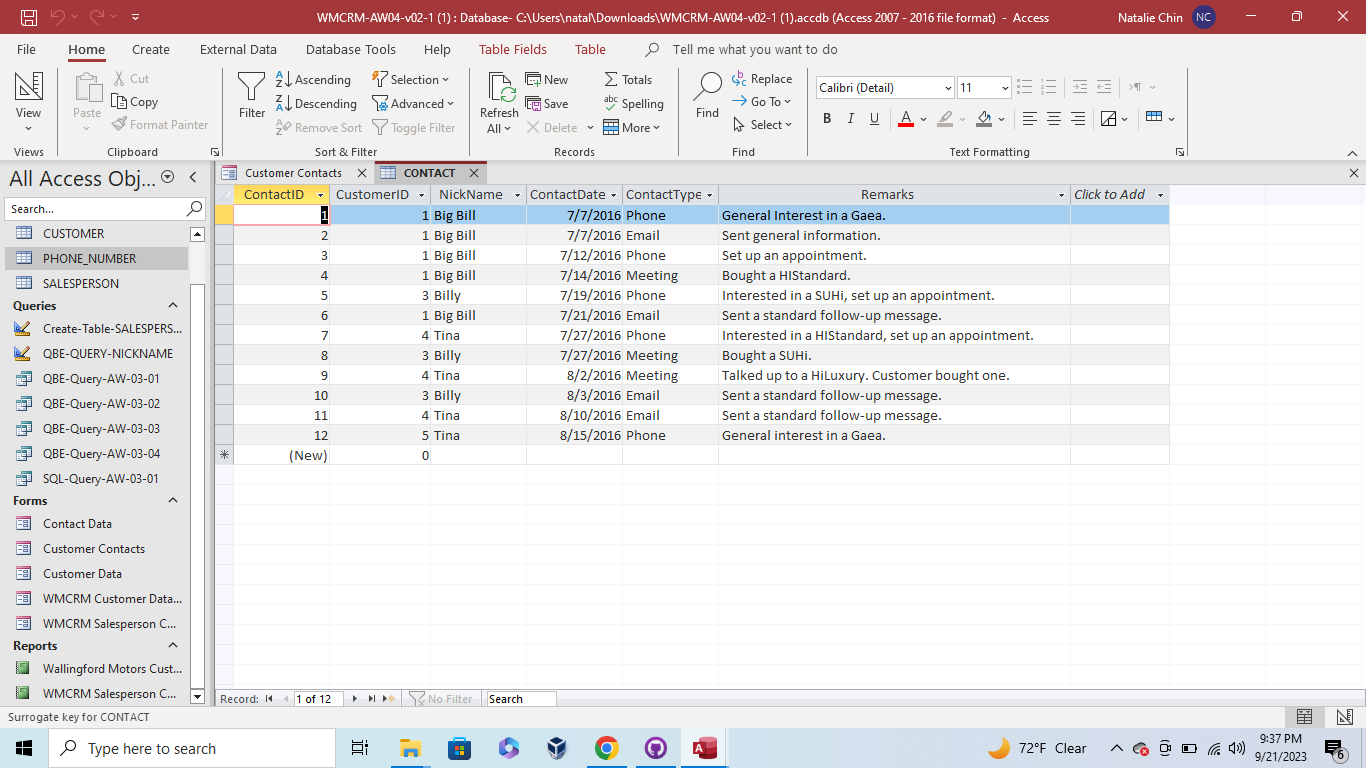 WMCRM-AW04-v02-1 (1) : Database- C:\Users\natal\Downloads\WMCRM-AW04-v02-1 (1).accdb (Access 2007 - 2016 file format) - Access Natalie Chin NC
File Home Create External Data Database Tools Help Table Fields Table Tell me what you want to do
View
Views
Paste
Cut
Copy
Format Painter
Clipboard
Filter
Ascending
Descending
Remove Sort
Selection
Advanced
Toggle Filter
Sort & Filter
Refresh
All
New
Save
Delete
Totals
Spelling
More
Records
Find
Replace
Go To
Select
Find
Calibri (Detail) 11
B I U A
Text Formatting
All Access Obj...
Search...
CUSTOMER
PHONE_NUMBER
SALESPERSON
Queries
Create-Table-SALESPERS...
QBE-QUERY-NICKNAME
QBE-Query-AW-03-01
QBE-Query-AW-03-02
QBE-Query-AW-03-03
QBE-Query-AW-03-04
SQL-Query-AW-03-01
Forms
Contact Data
Customer Contacts
Customer Data
WMCRM Customer Data...
WMCRM Salesperson C...
Reports
Wallingford Motors Cust...
WMCRM Salesperson C...
Customer Contacts CONTACT
ContactID CustomerID NickName ContactDate ContactType Remarks Click to Add
1 1 Big Bill 7/7/2016 Phone General Interest in a Gaea.
2 1 Big Bill 7/7/2016 Email Sent general information.
3 1 Big Bill 7/12/2016 Phone Set up an appointment.
4 1 Big Bill 7/14/2016 Meeting Bought a HIStandard.
5 3 Billy 7/19/2016 Phone Interested in a SUHi, set up an appointment.
6 1 Big Bill 7/21/2016 Email Sent a standard follow-up message.
7 4 Tina 7/27/2016 Phone Interested in a HIStandard, set up an appointment.
8 3 Billy 7/27/2016 Meeting Bought a SUHi.
9 4 Tina 8/2/2016 Meeting Talked up to a HiLuxury. Customer bought one.
10 3 Billy 8/3/2016 Email Sent a standard follow-up message.
11 4 Tina 8/10/2016 Email Sent a standard follow-up message.
12 5 Tina 8/15/2016 Phone General interest in a Gaea.
(New) 0
Record: 1 of 12 No Filter Search
Surrogate key for CONTACT
Type here to search 72°F Clear 9:37 PM
9/21/2023 6